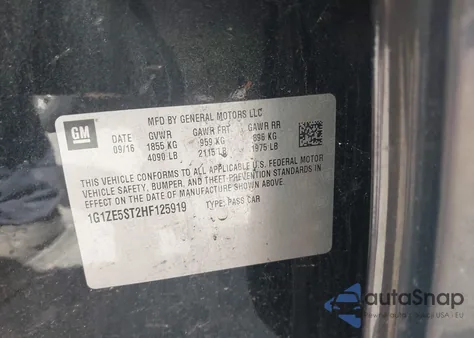 MFD BY GENERAL MOTORS LLC
GM
DATE GVWR GAWR FRT GAWR RR
09/16 1855 KG 959 KG 896 KG
4090 LB 2115 LB 1975 LB
THIS VEHICLE CONFORMS TO ALL APPLICABLE U.S. FEDERAL MOTOR
VEHICLE SAFETY, BUMPER, AND THEFT PREVENTION STANDARDS IN
EFFECT ON THE DATE OF MANUFACTURE SHOWN ABOVE.
1G1ZE5ST2HF125919 TYPE: PASS CAR
autoSnap
USA | EU